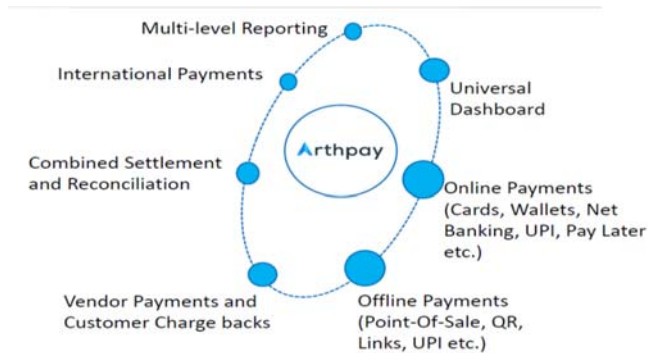 Multi-level Reporting
International Payments
Universal
Dashboard
Arthpay
Combined Settlement
and Reconciliation
Online Payments
(Cards, Wallets, Net
Banking, UPI, Pay Later
etc.)
Vendor Payments and
Customer Charge backs
Offline Payments
(Point-Of-Sale, QR,
Links, UPI etc.)